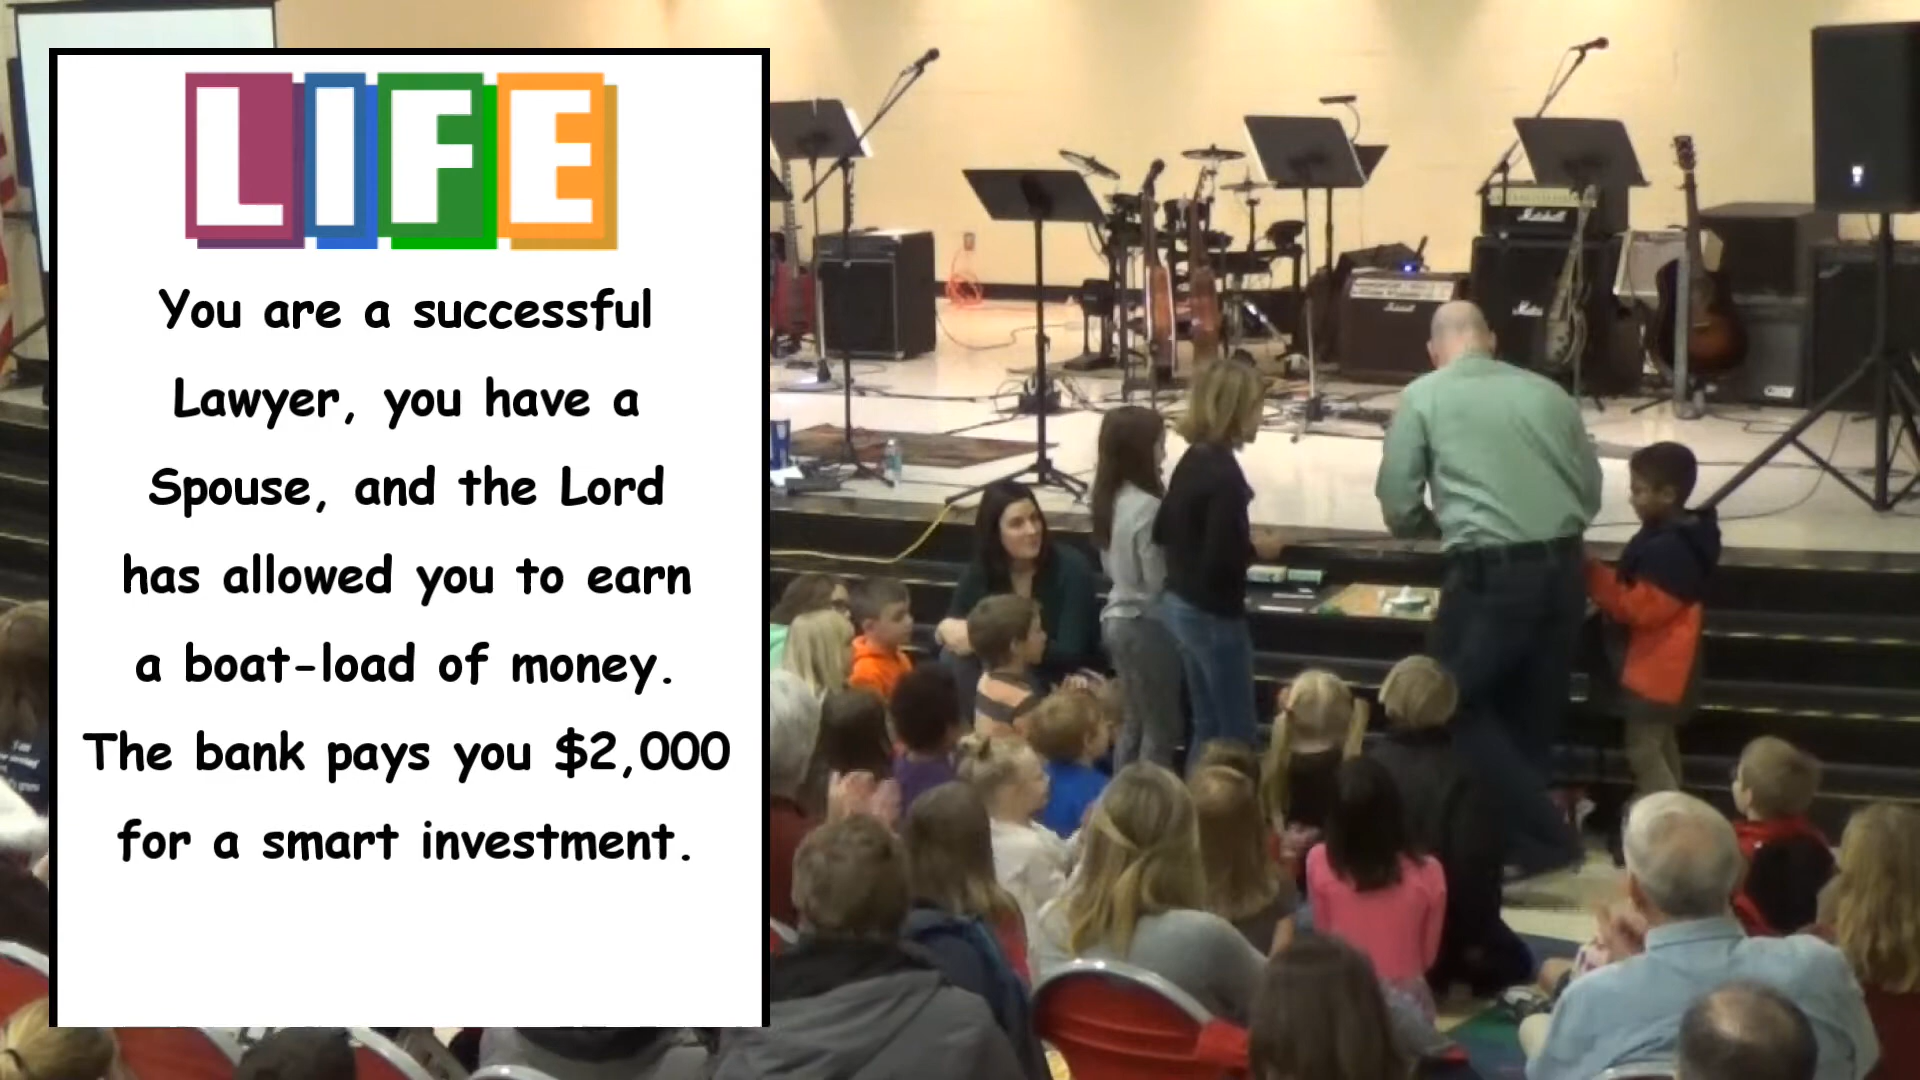 LIFE
You are a successful
Lawyer, you have a
Spouse, and the Lord
has allowed you to earn
a boat-load of money.
The bank pays you $2,000
for a smart investment.
Marshall